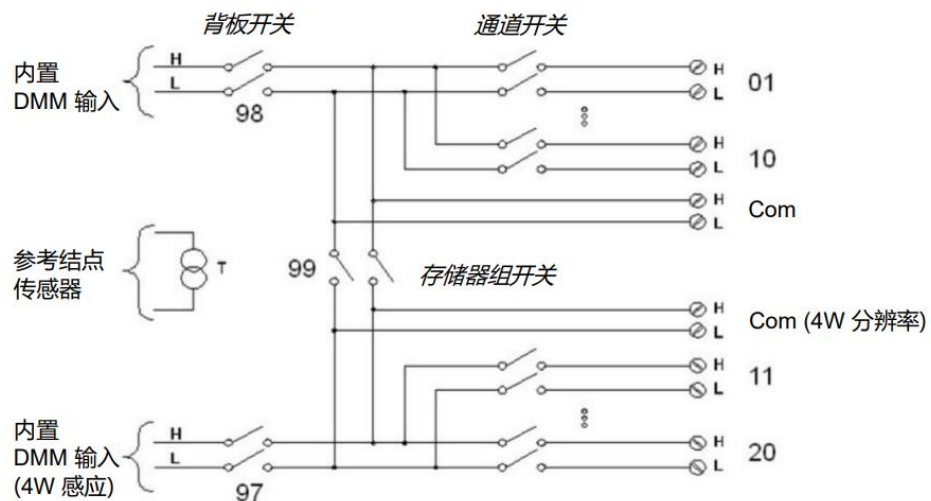 背板开关
通道开关
内置
DMM 输入
H
L
98
H
L
01
H
L
10
H
L
Com
参考结点
传感器
T
99
存储器组开关
H
L
Com (4W 分辨率)
H
L
11
内置
DMM 输入
(4W 感应)
H
L
97
H
L
20